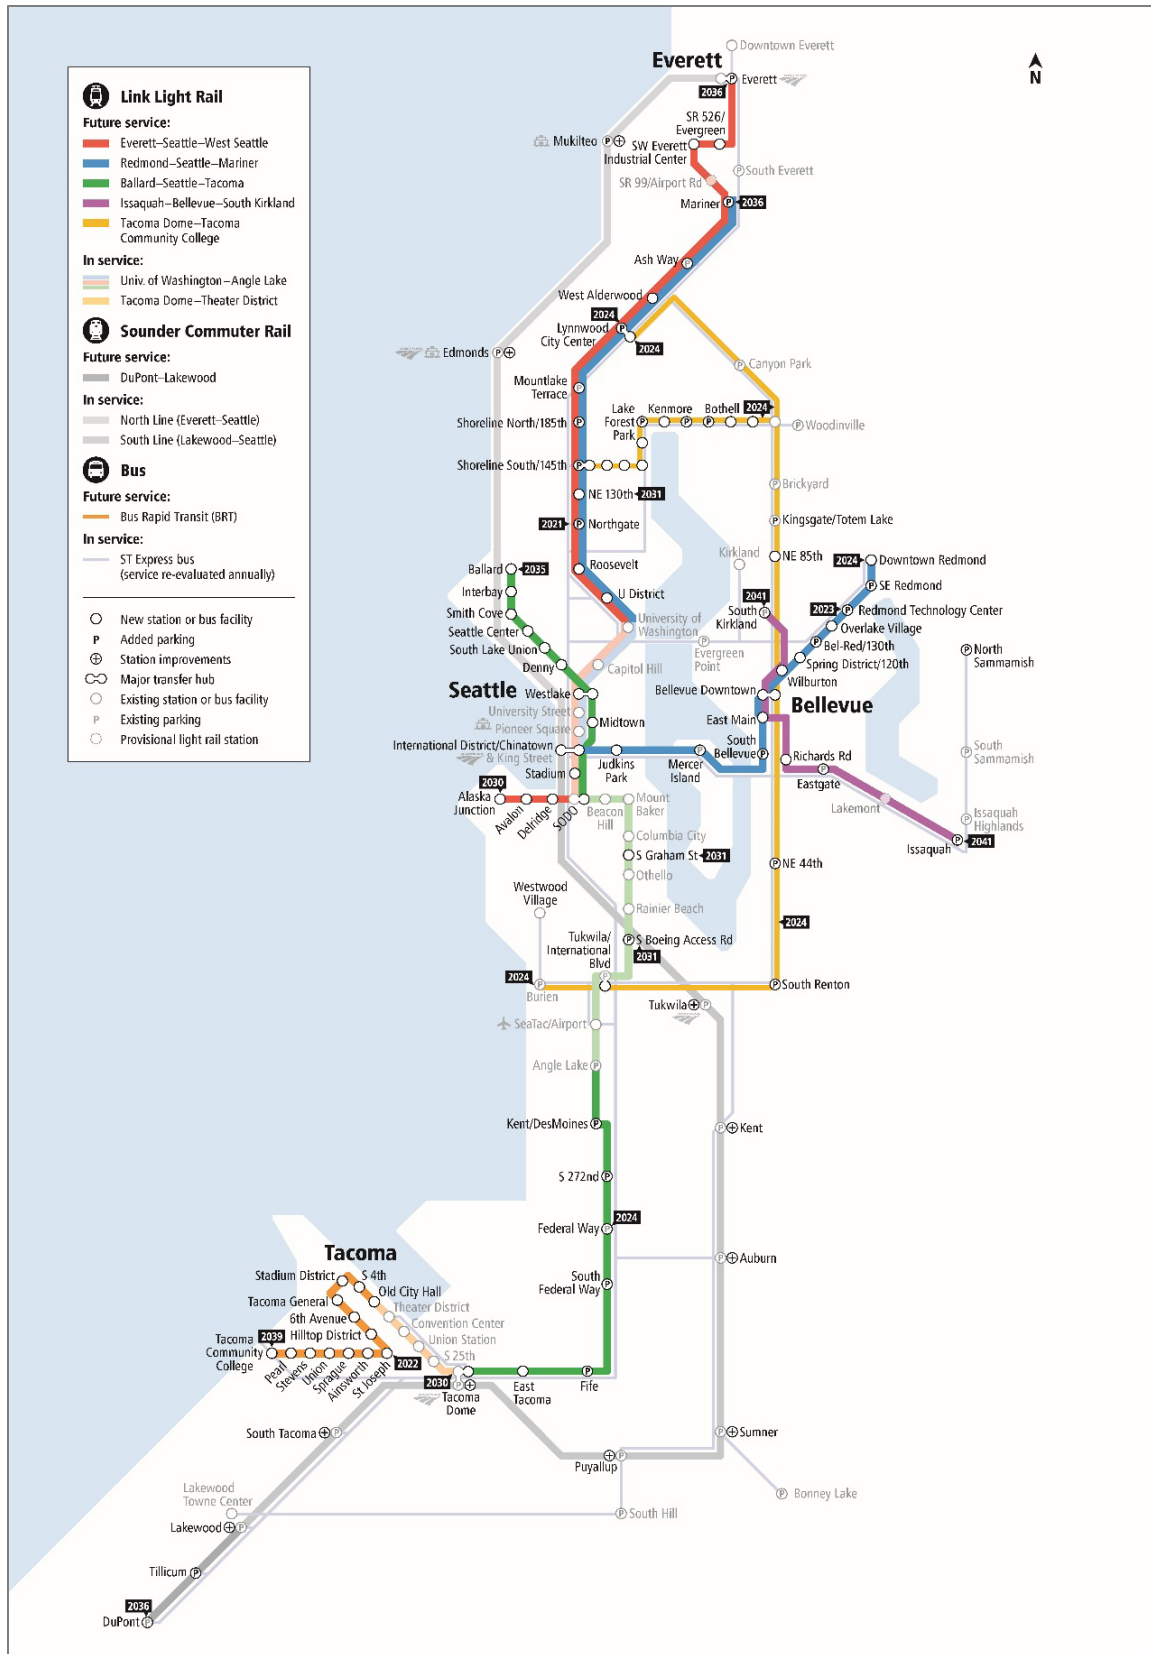 Link Light Rail
Future service:
Everett–Seattle–West Seattle
Redmond–Seattle–Mariner
Ballard–Seattle–Tacoma
Issaquah–Bellevue–South Kirkland
Tacoma Dome–Tacoma
Community College
In service:
Univ. of Washington–Angle Lake
Tacoma Dome–Theater District
Sounder Commuter Rail
Future service:
DuPont–Lakewood
In service:
North Line (Everett–Seattle)
South Line (Lakewood–Seattle)
Bus
Future service:
Bus Rapid Transit (BRT)
In service:
ST Express bus
(service re-evaluated annually)
New station or bus facility
P Added parking
Station improvements
Major transfer hub
Existing station or bus facility
P Existing parking
Provisional light rail station
N
Downtown Everett
Everett
Everett
2036
SR 526/
Evergreen
Mukilteo
SW Everett
Industrial Center
South Everett
SR 99/Airport Rd
Mariner
2036
Ash Way
West Alderwood
2024
Lynnwood
City Center
2024
Edmonds
Canyon Park
Mountlake
Terrace
Lake
Forest
Park
Kenmore
Bothell
2024
Shoreline North/185th
Woodinville
Shoreline South/145th
Brickyard
NE 130th
2031
2021
Northgate
Kingsgate/Totem Lake
Kirkland
NE 85th
2024
Downtown Redmond
Ballard
2035
Roosevelt
SE Redmond
Interbay
U District
2041
South
Kirkland
2023
Redmond Technology Center
Smith Cove
University of
Washington
Overlake Village
Seattle Center
Bel-Red/130th
South Lake Union
Evergreen
Point
Spring District/120th
North
Sammamish
Denny
Capitol Hill
Wilburton
Seattle
Westlake
Bellevue Downtown
Bellevue
University Street
Midtown
East Main
Pioneer Square
International District/Chinatown
& King Street
South
Bellevue
Judkins
Park
Mercer
Island
Richards Rd
South
Sammamish
Stadium
Eastgate
2030
Alaska
Junction
Avalon
Delridge
SODO
Beacon
Hill
Mount
Baker
Lakemont
Issaquah
Highlands
Columbia City
Issaquah
2041
S Graham St
2031
NE 44th
Othello
Westwood
Village
Rainier Beach
2024
Tukwila/
International
Blvd
S Boeing Access Rd
2031
2024
Burien
South Renton
Tukwila
SeaTac/Airport
Angle Lake
Kent/DesMoines
Kent
S 272nd
2024
Federal Way
Tacoma
Auburn
Stadium District
S 4th
South
Federal Way
Old City Hall
Tacoma General
Theater District
6th Avenue
Convention Center
2039
Hilltop District
Union Station
Tacoma
Community
College
S 25th
2022
Pearl
Stevens
Union
Sprague
Ainsworth
St Joseph
2030
Tacoma
Dome
East
Tacoma
Fife
South Tacoma
Sumner
Puyallup
Lakewood
Towne Center
Bonney Lake
South Hill
Lakewood
Tillicum
2036
DuPont